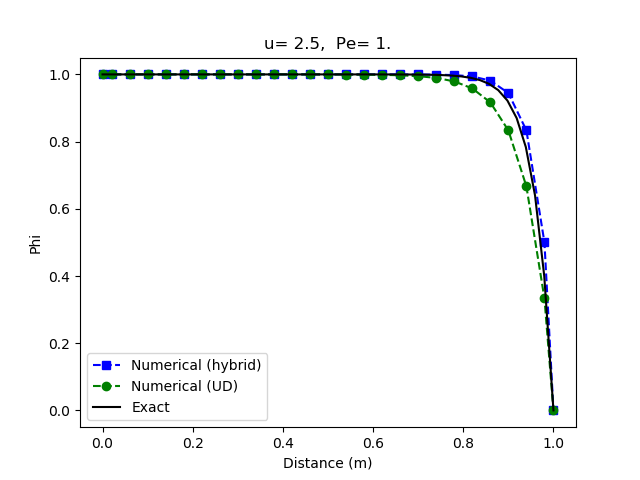 u= 2.5,  Pe= 1.
1.0
0.8
0.6
0.4
0.2
0.0
Phi
Numerical (hybrid)
Numerical (UD)
Exact
0.0 0.2 0.4 0.6 0.8 1.0
Distance (m)